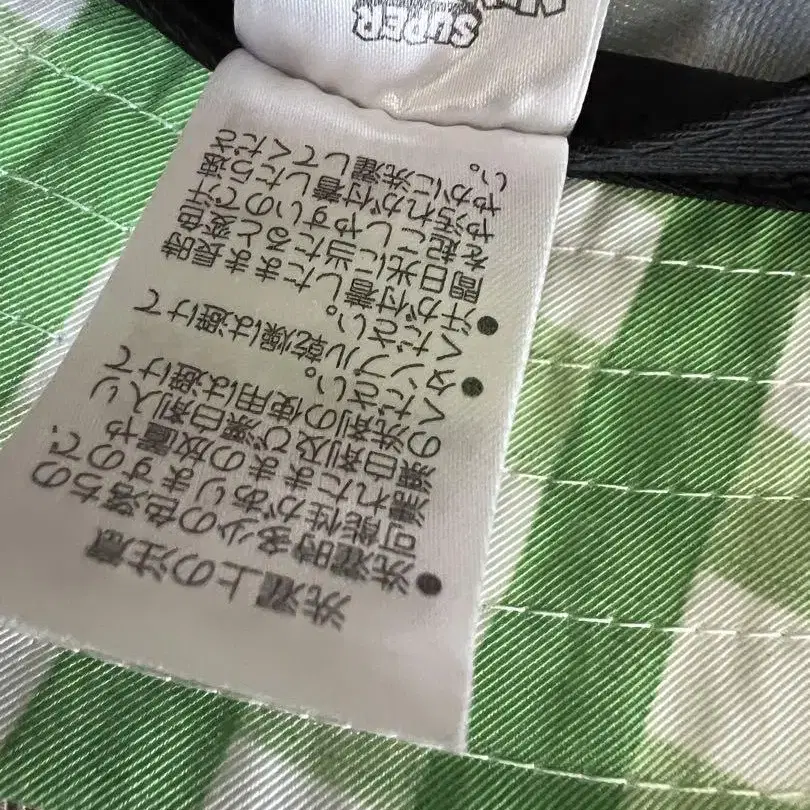 洗濯上の注意
●洗濯時多少の色落ちの
可能性がありますので、
濡れたままの放置や
漂白剤及び漂白剤入り
の洗剤の使用は避けて
ください。
●タンブル乾燥は避けて
ください。
●汗が付着したまま長時
間日光に当たると変色
を起こしやすいので汗
や汚れが付着したら速
やかに洗濯してくださ
い。
SUPER